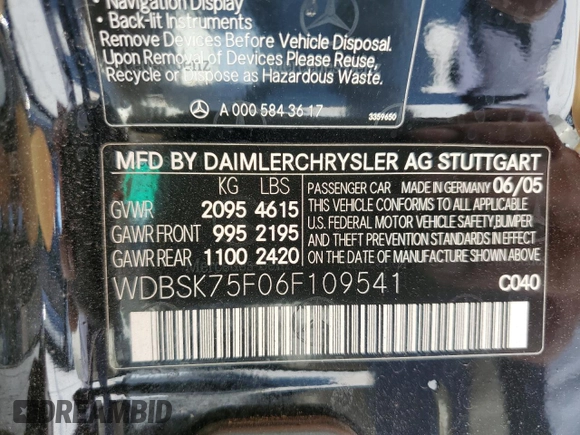 Navigation Display
• Back-lit Instruments
Remove Devices Before Vehicle Disposal.
Upon Removal of Devices Please Reuse,
Recycle or Dispose as Hazardous Waste.
A 000 584 36 17
3359650
MFD BY DAIMLERCHRYSLER AG STUTTGART
KG LBS
GVWR 2095 4615
GAWR FRONT 995 2195
GAWR REAR 1100 2420
PASSENGER CAR MADE IN GERMANY 06/05
THIS VEHICLE CONFORMS TO ALL APPLICABLE
U.S. FEDERAL MOTOR VEHICLE SAFETY, BUMPER
AND THEFT PREVENTION STANDARDS IN EFFECT
ON THE DATE OF MANUFACTURE SHOWN ABOVE.
WDBSK75F06F109541
C040
DREAMBID